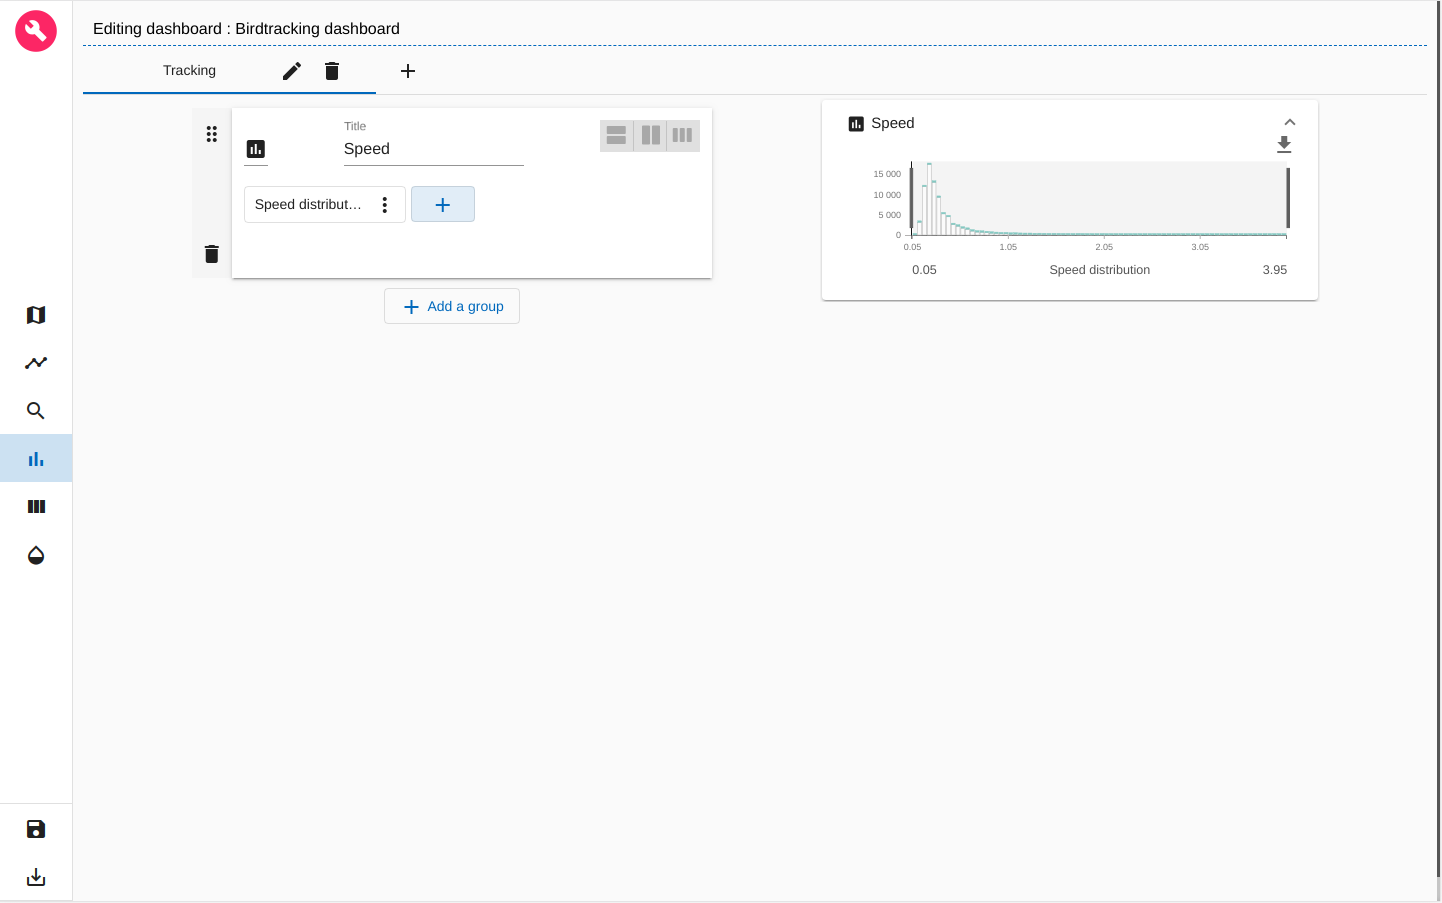 Editing dashboard : Birdtracking dashboard
Tracking
Title
Speed
Speed distribut...
Add a group
Speed
15 000
10 000
5 000
0
0.05 1.05 2.05 3.05
0.05 Speed distribution 3.95